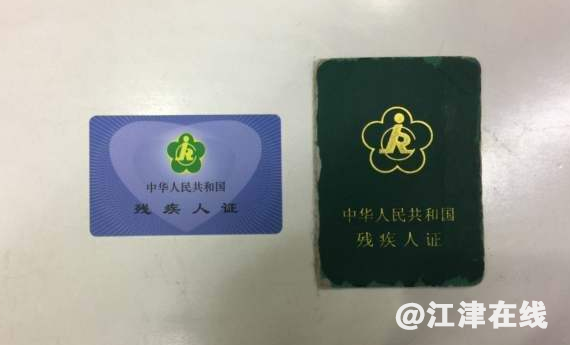 中华人民共和国
残疾人证
中华人民共和国
残疾人证
@江津在线